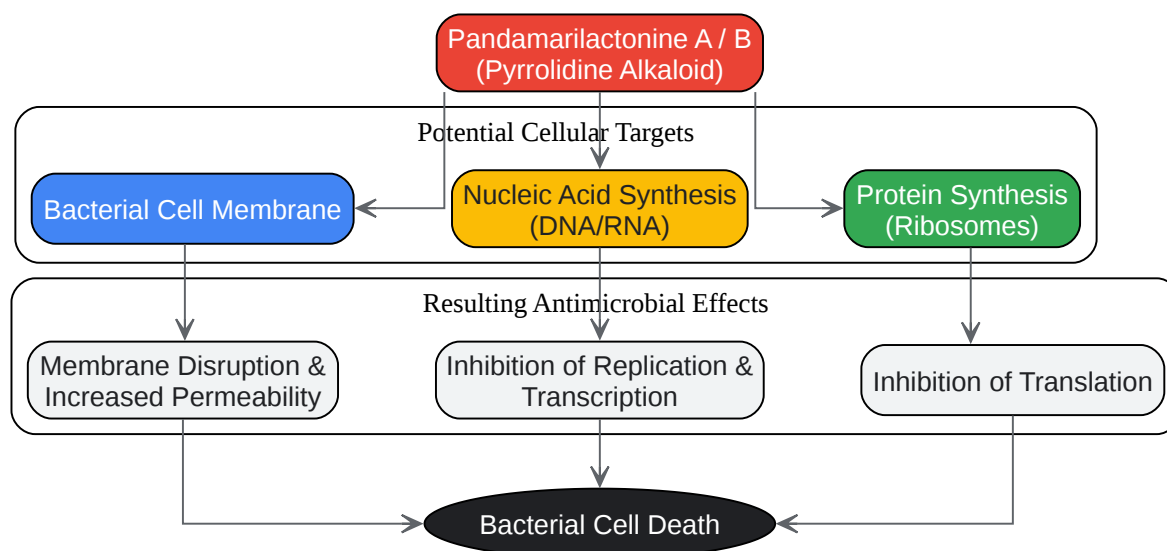 Pandamarilactonine A / B
(Pyrrolidine Alkaloid)
Potential Cellular Targets
Bacterial Cell Membrane
Nucleic Acid Synthesis
(DNA/RNA)
Protein Synthesis
(Ribosomes)
Resulting Antimicrobial Effects
Membrane Disruption &
Increased Permeability
Inhibition of Replication &
Transcription
Inhibition of Translation
Bacterial Cell Death